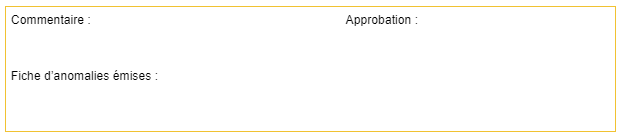 Commentaire :
Approbation :
Fiche d'anomalies émises :